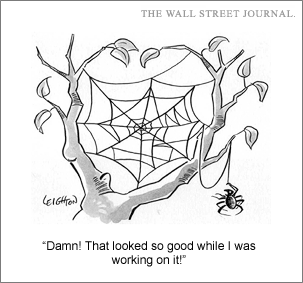 THE WALL STREET JOURNAL.
LEIGHTON
“Damn! That looked so good while I was
working on it!”